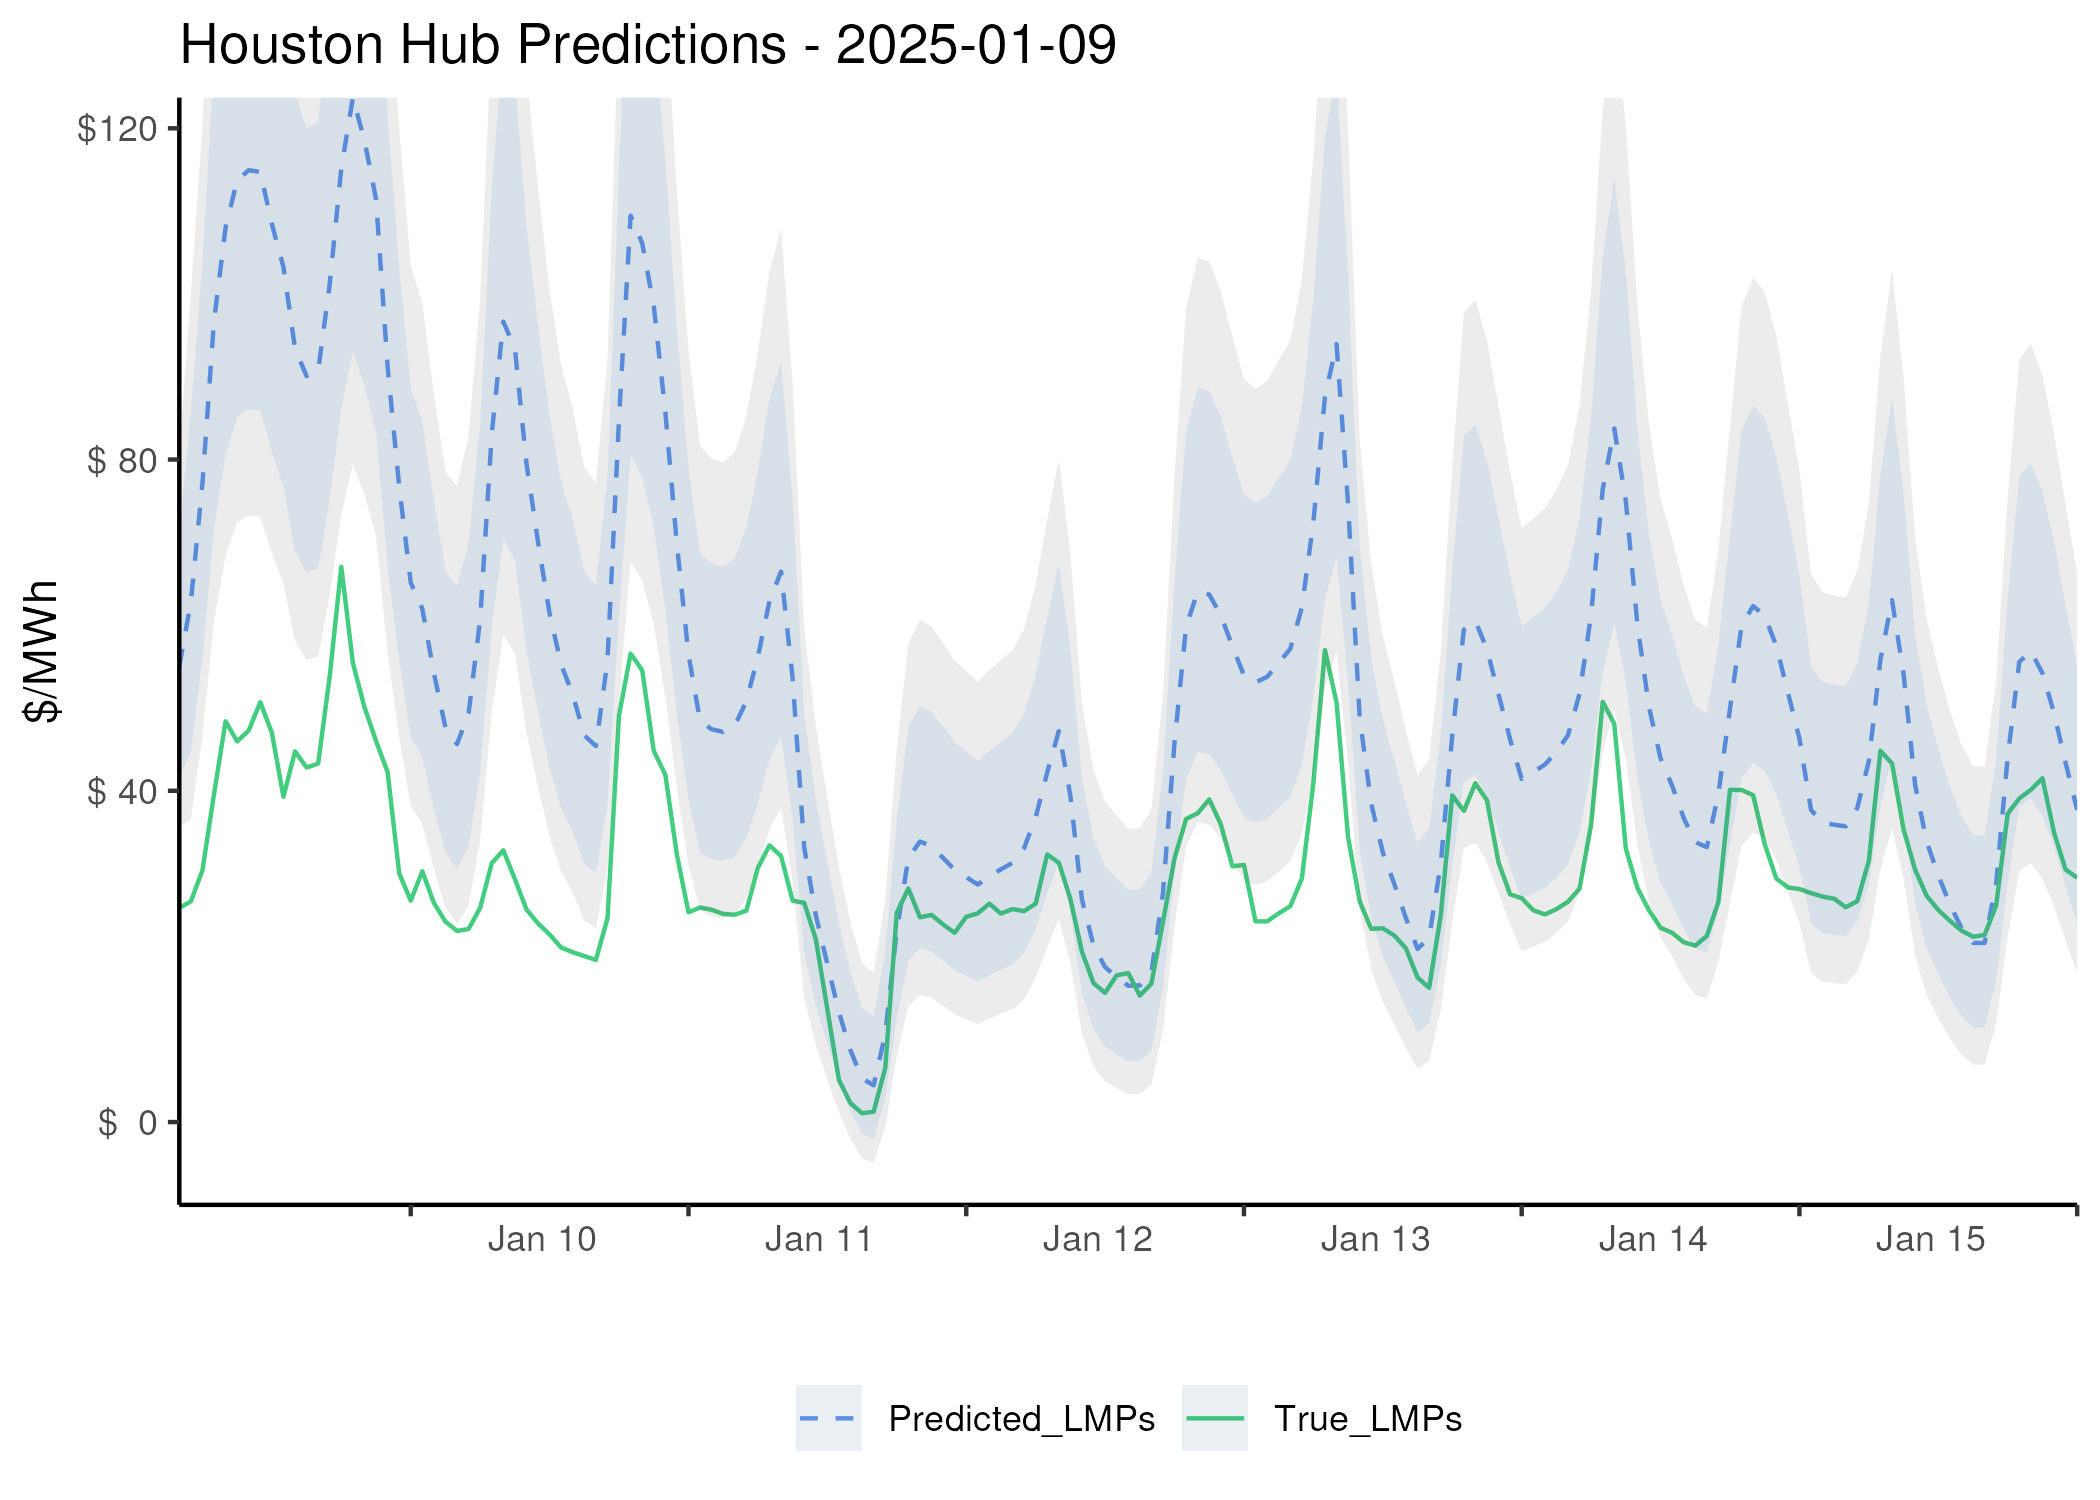 Houston Hub Predictions - 2025-01-09
$/MWh
$120
$ 80
$ 40
$ 0
Jan 10 Jan 11 Jan 12 Jan 13 Jan 14 Jan 15
Predicted_LMPs True_LMPs